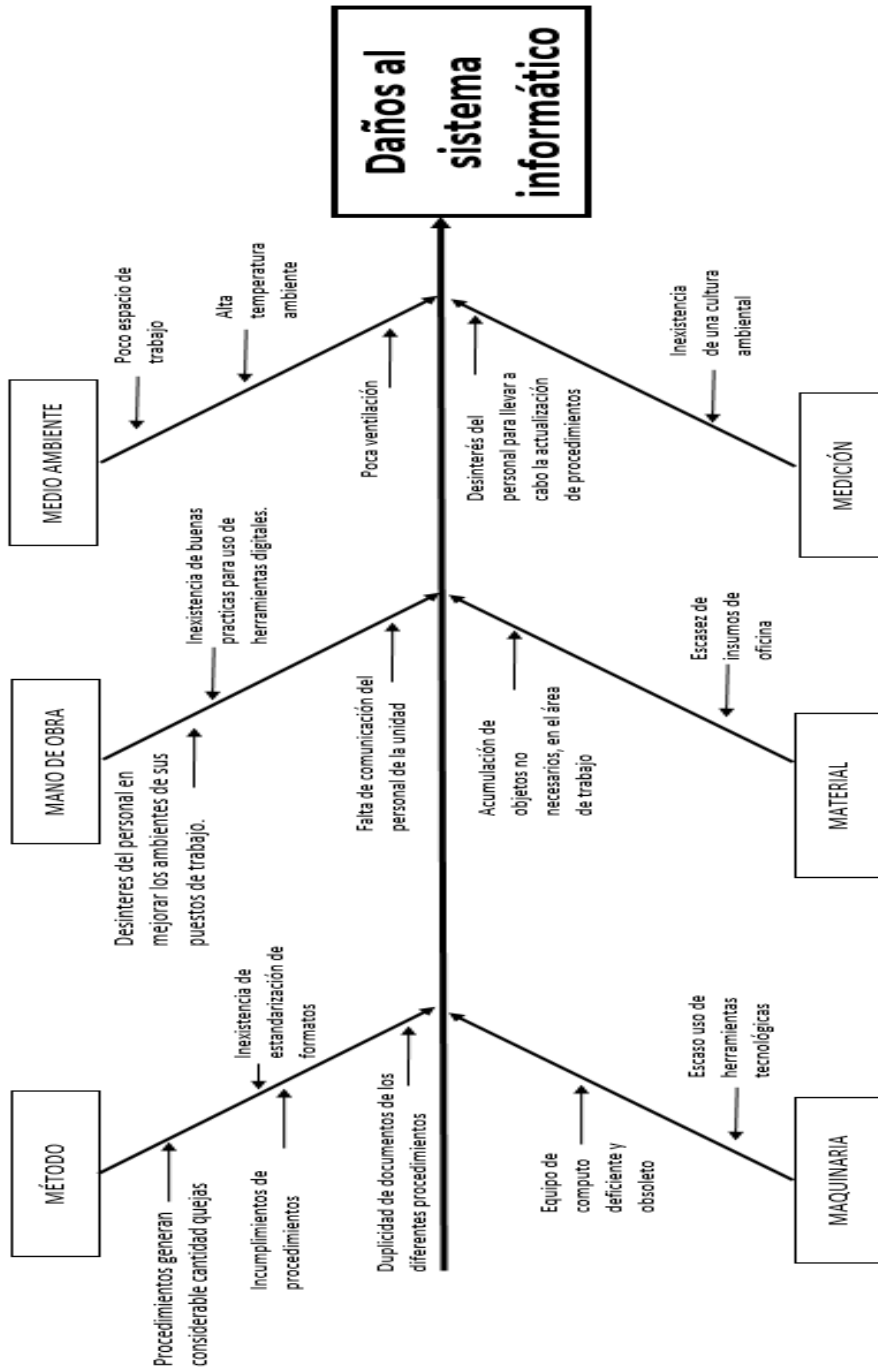 MÉTODO
Procedimientos generan
considerable cantidad quejas
Inexistencia de
estandarización de
formatos
Incumplimientos de
procedimientos
Duplicidad de documentos de los
diferentes procedimientos
MANO DE OBRA
Desinteres del personal en
mejorar los ambientes de sus
puestos de trabajo.
Inexistencia de buenas
practicas para uso de
herramientas digitales.
Falta de comunicación del
personal de la unidad
MEDIO AMBIENTE
Poco espacio de
trabajo
Alta
temperatura
ambiente
Poca ventilación
Daños al
sistema
informático
Equipo de
computo
deficiente y
obsoleto
Escaso uso de
herramientas
tecnológicas
MAQUINARIA
Acumulación de
objetos no
necesarios, en el área
de trabajo
Escasez de
insumos de
oficina
MATERIAL
Desinterés del
personal para llevar a
cabo la actualización
de procedimientos
Inexistencia
de una cultura
ambiental
MEDICIÓN